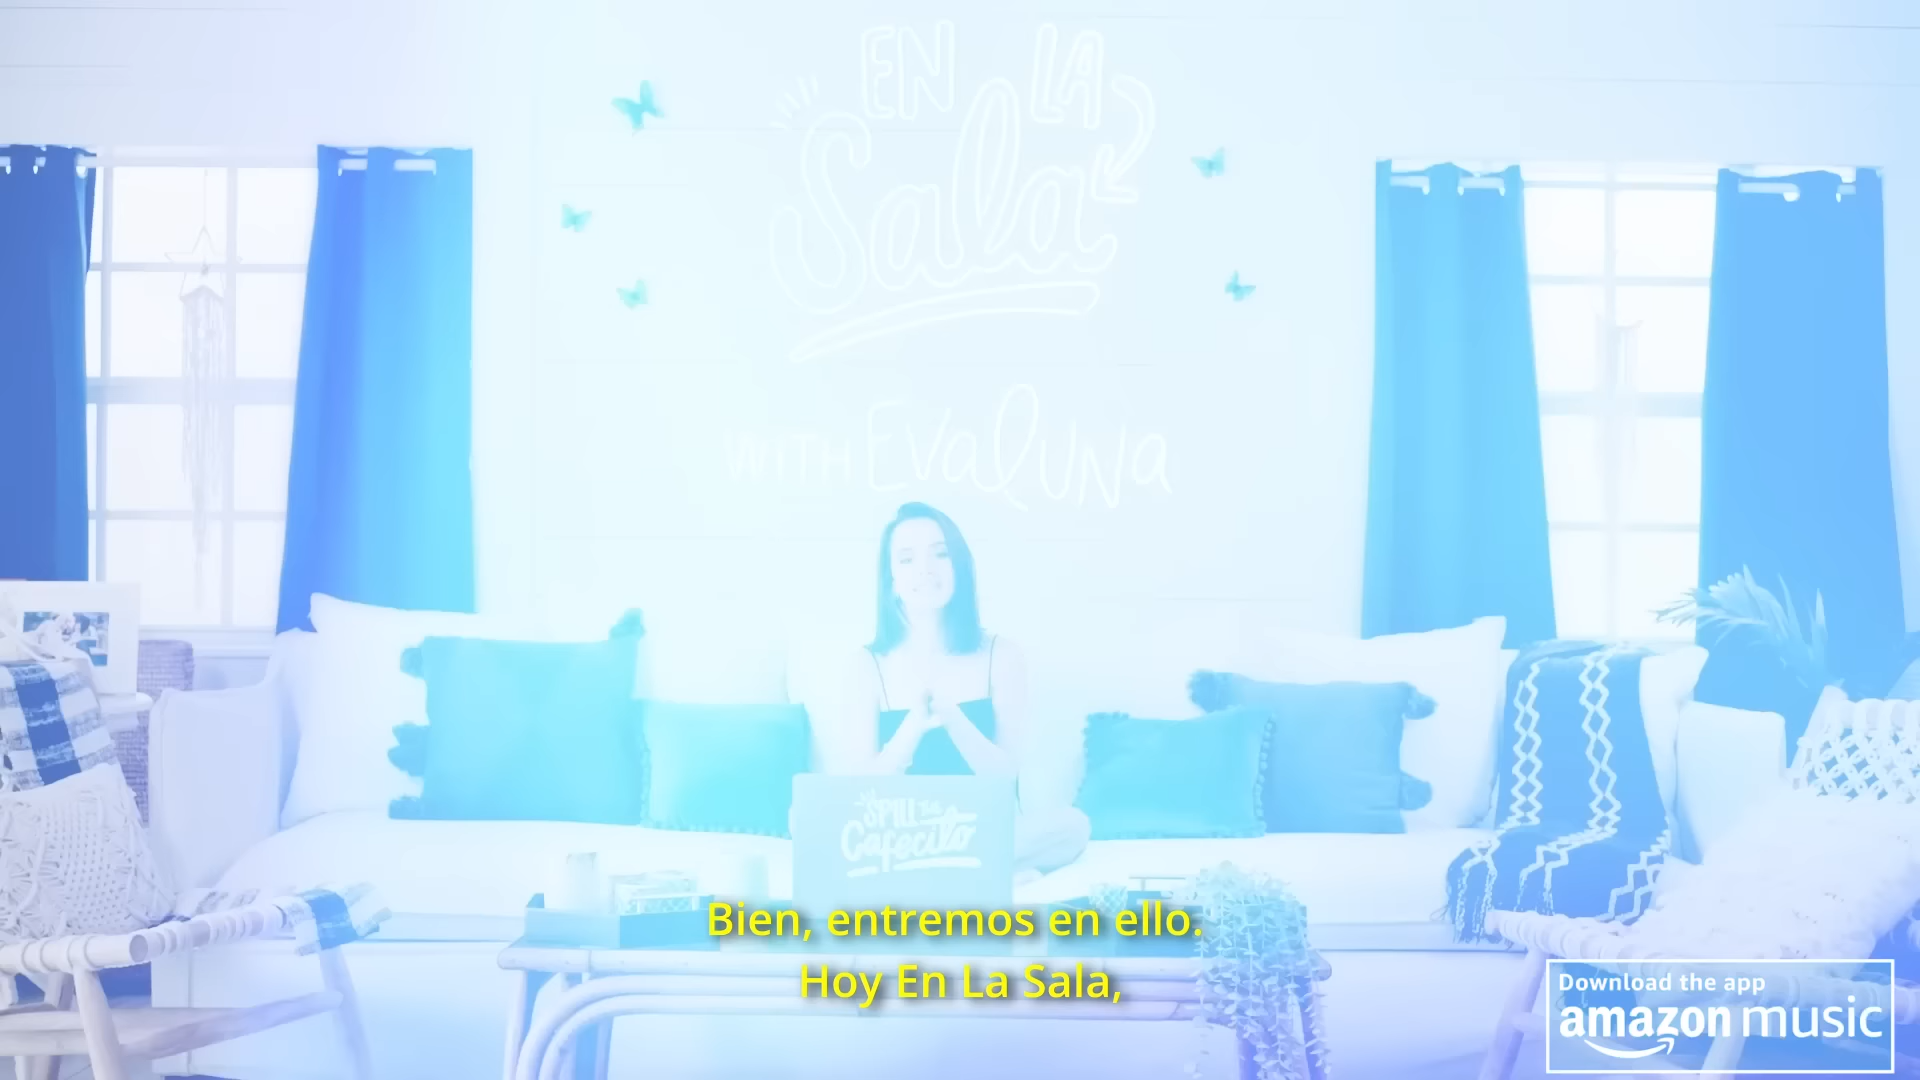 EN LA
Sala
WITH Evaluna
SPILL THE
Cafecito
Bien, entremos en ello.
Hoy En La Sala,
Download the app
amazon music